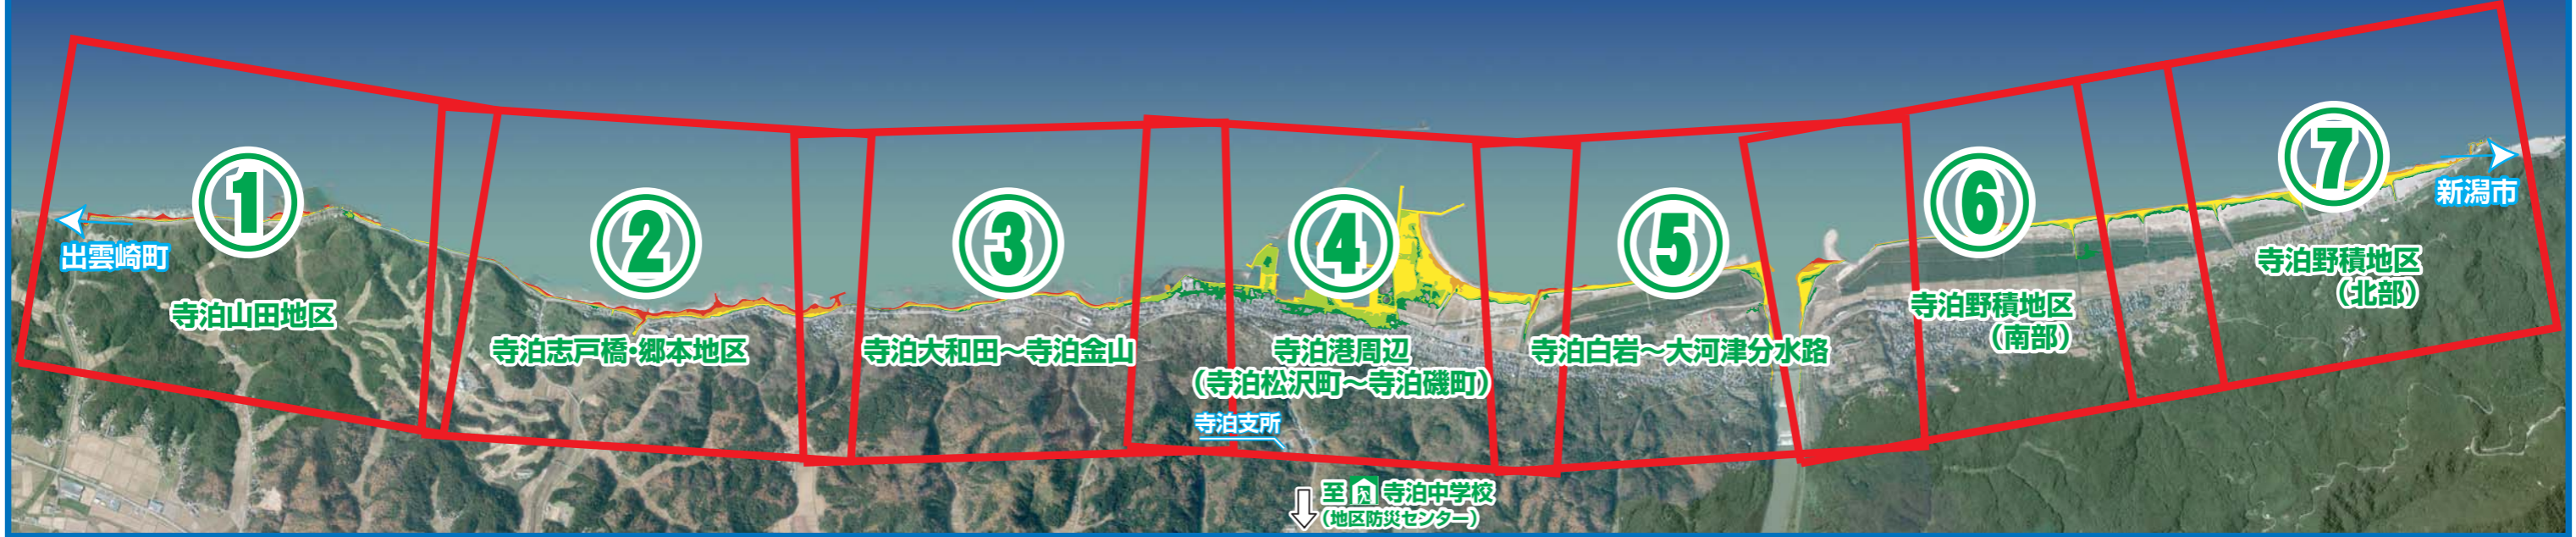 ①
出雲崎町
寺泊山田地区
②
寺泊志戸橋・郷本地区
③
寺泊大和田～寺泊金山
④
寺泊港周辺
（寺泊松沢町～寺泊磯町）
寺泊支所
至 寺泊中学校
（地区防災センター）
⑤
寺泊白岩～大河津分水路
⑥
寺泊野積地区
（南部）
⑦
新潟市
寺泊野積地区
（北部）